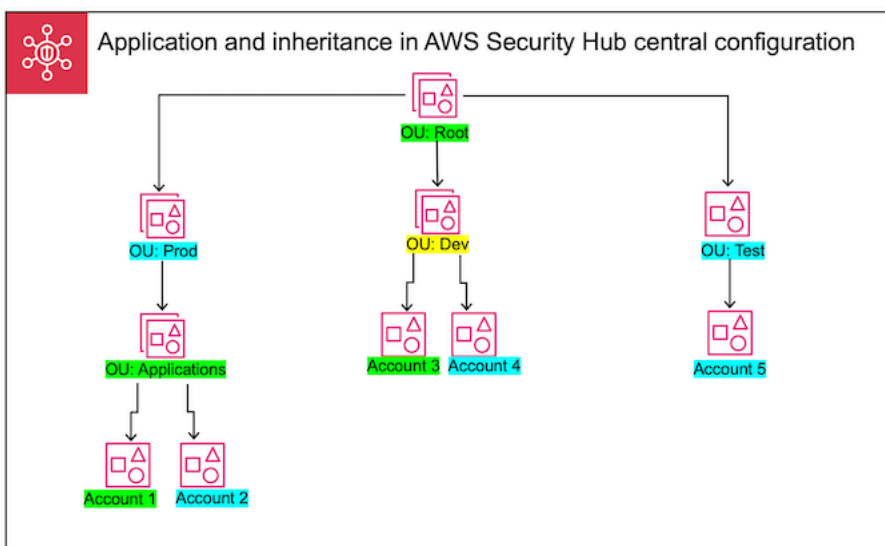 Application and inheritance in AWS Security Hub central configuration
OU: Root
OU: Prod
OU: Dev
OU: Test
OU: Applications
Account 3
Account 4
Account 5
Account 1
Account 2